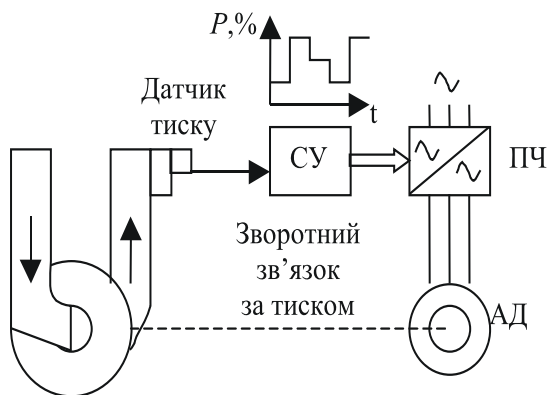 P,%
t
Датчик
тиску
СУ
ПЧ
Зворотний
зв’язок
за тиском
АД